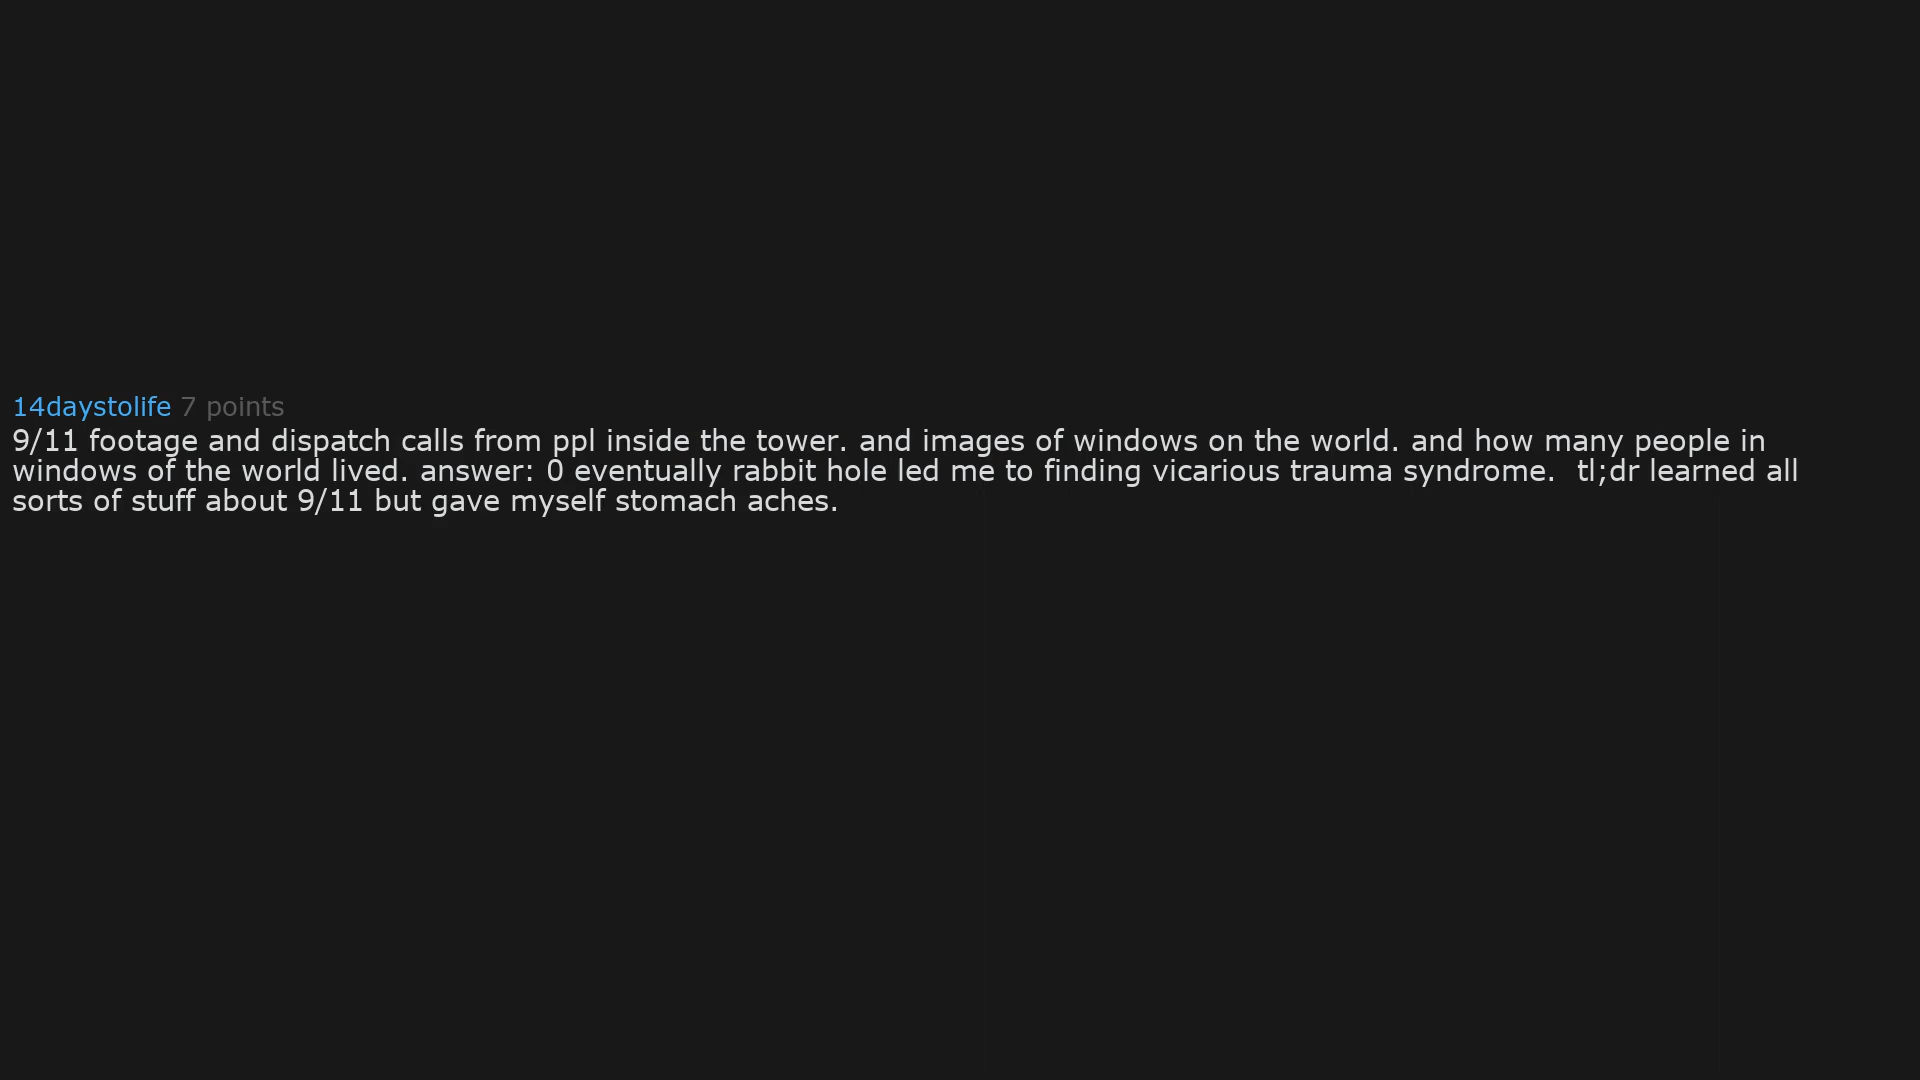 14daystolife 7 points
9/11 footage and dispatch calls from ppl inside the tower. and images of windows on the world. and how many people in
windows of the world lived. answer: 0 eventually rabbit hole led me to finding vicarious trauma syndrome.  tl;dr learned all
sorts of stuff about 9/11 but gave myself stomach aches.